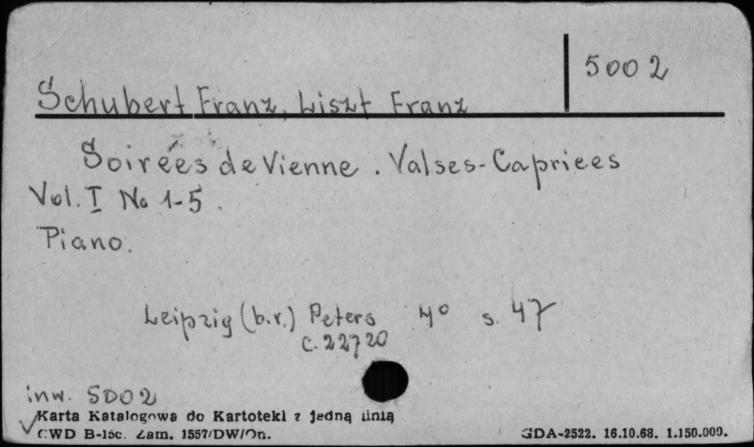 5002
Schubert Franz, Liszt Franz
Soirées de Vienne. Valses-Caprices
Vol. I No 1-5.
Piano.
Leipzig (b.r.) Peters 4º s. 47
c. 22720
inw. 5002
Karta Katalogowa do Kartoteki z jedną linią
CWD B-15c. Zam. 1557/DW/On. GDA-2522. 16.10.68. 1.150.000.